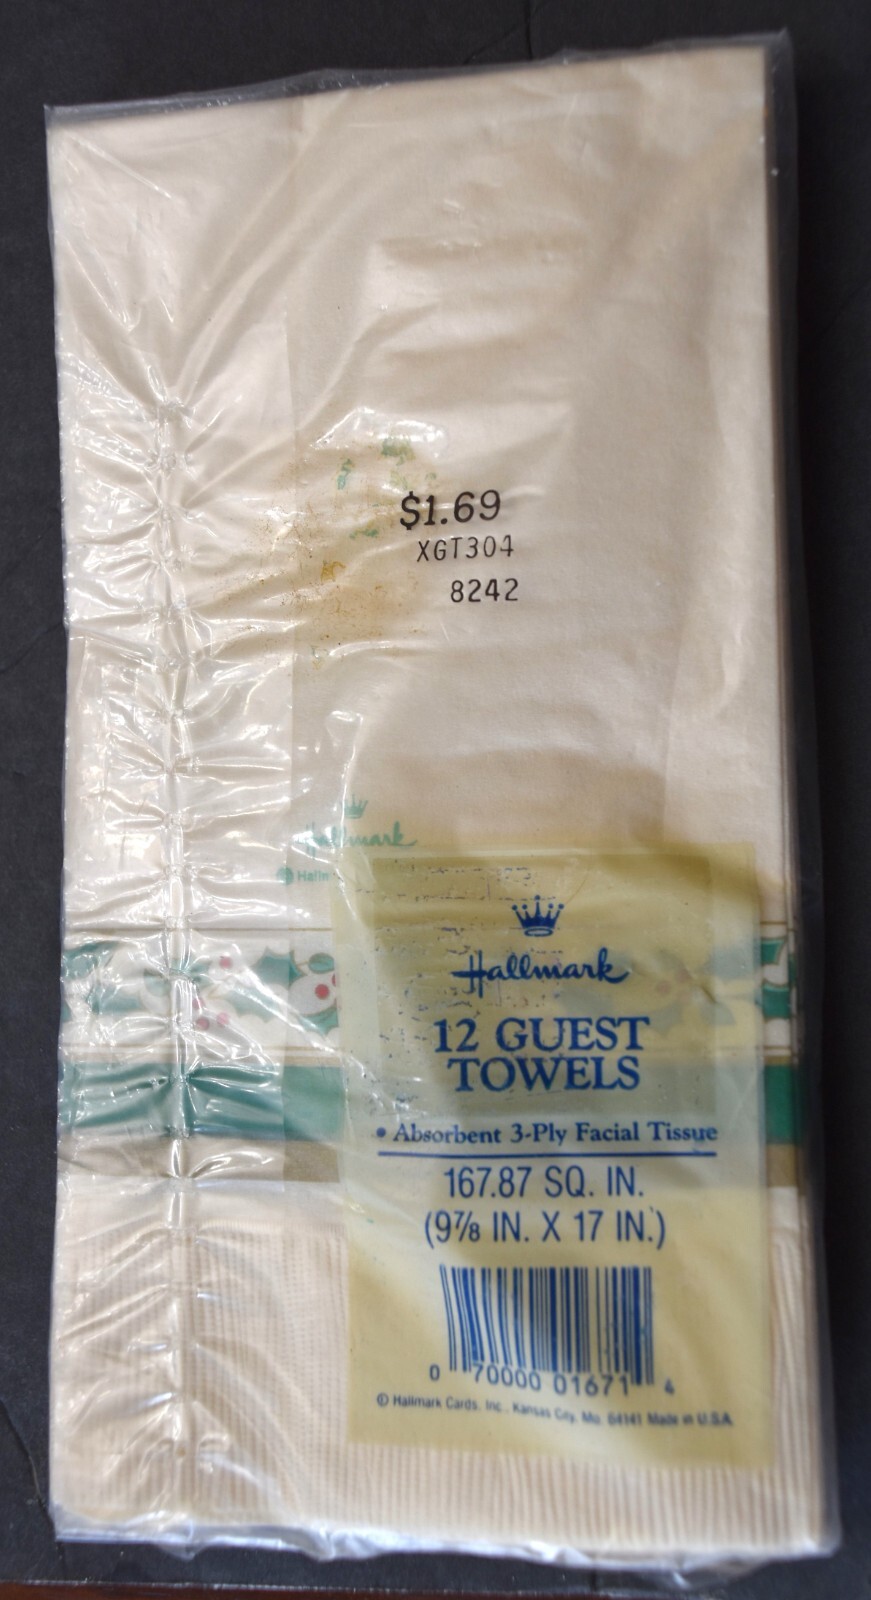 $1.69
XGT304
8242
Hallmark
Hallmark
12 GUEST
TOWELS
• Absorbent 3-Ply Facial Tissue
167.87 SQ. IN.
(9⅞ IN. X 17 IN.)
0 70000 01671 4
© Hallmark Cards, Inc., Kansas City, Mo. 64141 Made in U.S.A.